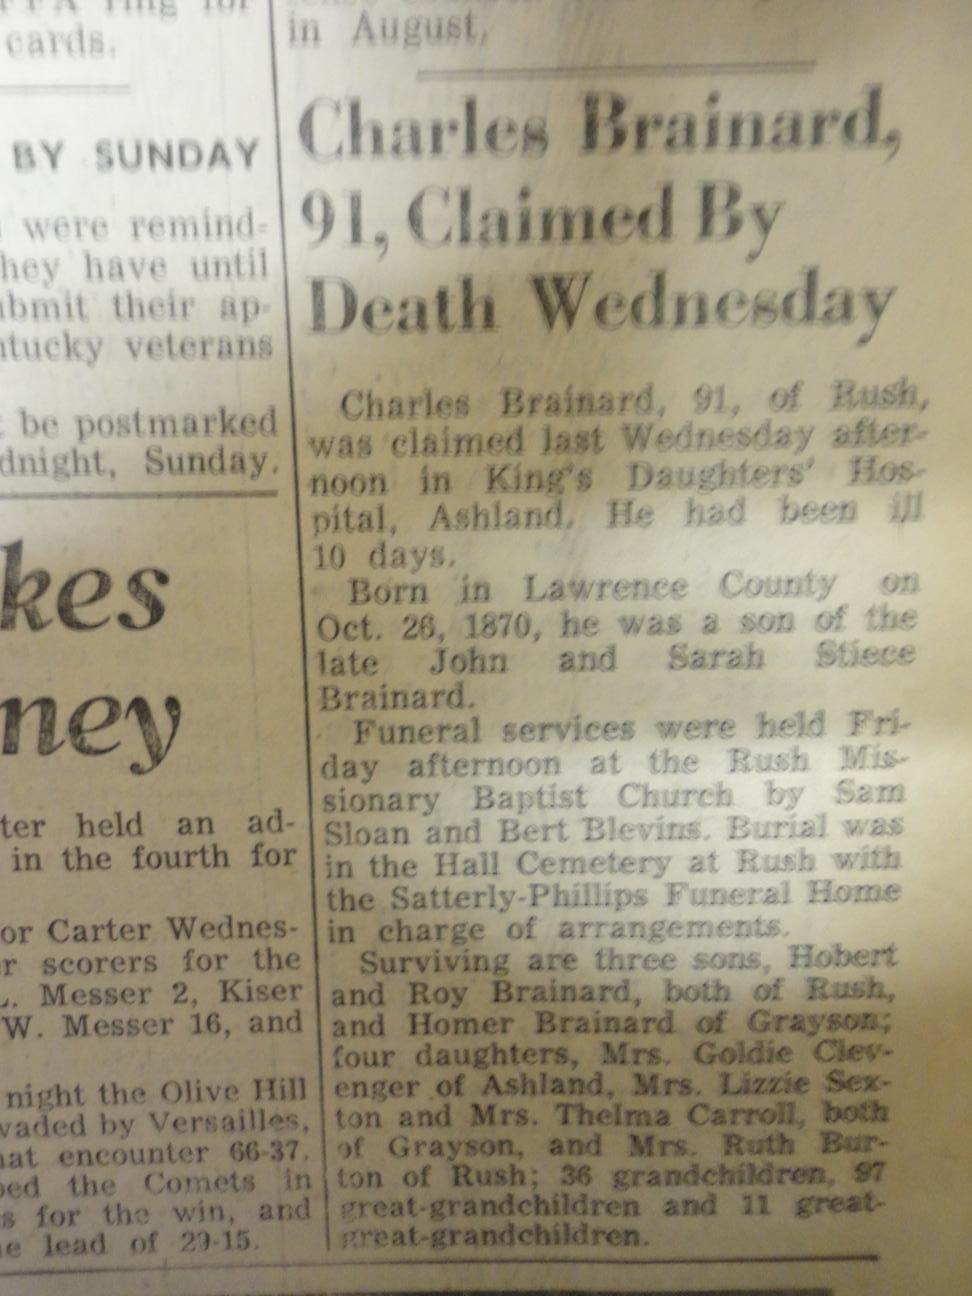 cards.
BY SUNDAY
were remind-
hey have until
bmit their ap-
ntucky veterans
be postmarked
dnight, Sunday.
kes
ney
ter held an ad-
in the fourth for
or Carter Wednes-
r scorers for the
L. Messer 2, Kiser
W. Messer 16, and
night the Olive Hill
vaded by Versailles,
hat encounter 66-37.
ped the Comets in
s for the win, and
e lead of 29-15.
in August,
Charles Brainard,
91, Claimed By
Death Wednesday
Charles Brainard, 91, of Rush,
was claimed last Wednesday after-
noon in King's Daughters' Hos-
pital, Ashland. He had been ill
10 days.
Born in Lawrence County on
Oct. 26, 1870, he was a son of the
late John and Sarah Stiece
Brainard.
Funeral services were held Fri-
day afternoon at the Rush Mis-
sionary Baptist Church by Sam
Sloan and Bert Blevins. Burial was
in the Hall Cemetery at Rush with
the Satterly-Phillips Funeral Home
in charge of arrangements.
Surviving are three sons, Hobert
and Roy Brainard, both of Rush,
and Homer Brainard of Grayson;
four daughters, Mrs. Goldie Clev-
enger of Ashland, Mrs. Lizzie Sex-
ton and Mrs. Thelma Carroll, both
of Grayson, and Mrs. Ruth Bur-
ton of Rush; 36 grandchildren, 97
great-grandchildren and 11 great-
great-grandchildren.